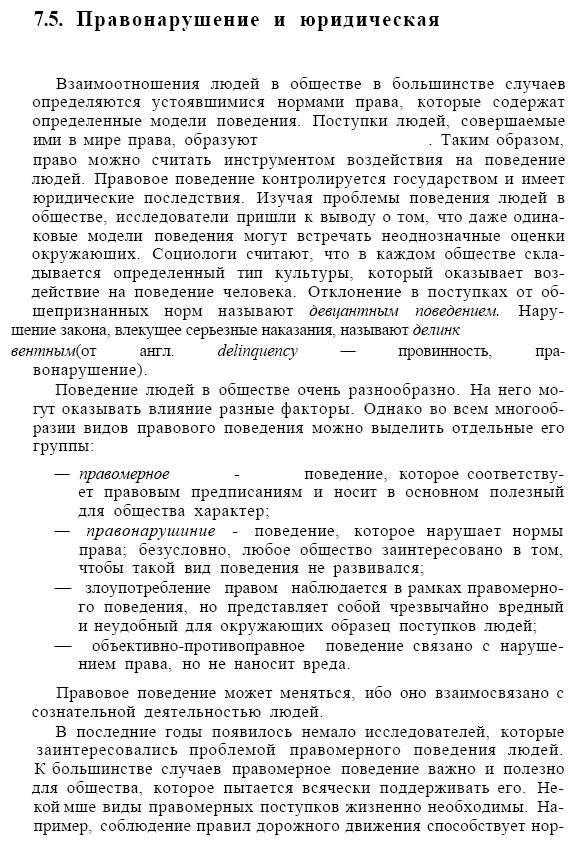 7.5. Правонарушение и юридическая
Взаимоотношения людей в обществе в большинстве случаев
определяются устоявшимися нормами права, которые содержат
определенные модели поведения. Поступки людей, совершаемые
ими в мире права, образуют . Таким образом,
право можно считать инструментом воздействия на поведение
людей. Правовое поведение контролируется государством и имеет
юридические последствия. Изучая проблемы поведения людей в
обществе, исследователи пришли к выводу о том, что даже одина-
ковые модели поведения могут встречать неоднозначные оценки
окружающих. Социологи считают, что в каждом обществе скла-
дывается определенный тип культуры, который оказывает воз-
действие на поведение человека. Отклонение в поступках от об-
щепризнанных норм называют девцантным поведением. Нару-
шение закона, влекущее серьезные наказания, называют делинк
вентным(от англ. delinquency — провинность, пра-
вонарушение).
Поведение людей в обществе очень разнообразно. На него мо-
гут оказывать влияние разные факторы. Однако во всем многооб-
разии видов правового поведения можно выделить отдельные его
группы:
— правомерное - поведение, которое соответству-
ет правовым предписаниям и носит в основном полезный
для общества характер;
— правонарушиние - поведение, которое нарушает нормы
права; безусловно, любое общество заинтересовано в том,
чтобы такой вид поведения не развивался;
— злоупотребление правом наблюдается в рамках правомерно-
го поведения, но представляет собой чрезвычайно вредный
и неудобный для окружающих образец поступков людей;
— объективно-противоправное поведение связано с наруше-
нием права, но не наносит вреда.
Правовое поведение может меняться, ибо оно взаимосвязано с
сознательной деятельностью людей.
В последние годы появилось немало исследователей, которые
заинтересовались проблемой правомерного поведения людей.
К большинстве случаев правомерное поведение важно и полезно
для общества, которое пытается всячески поддерживать его. Не-
кой мше виды правомерных поступков жизненно необходимы. На-
пример, соблюдение правил дорожного движения способствует нор-